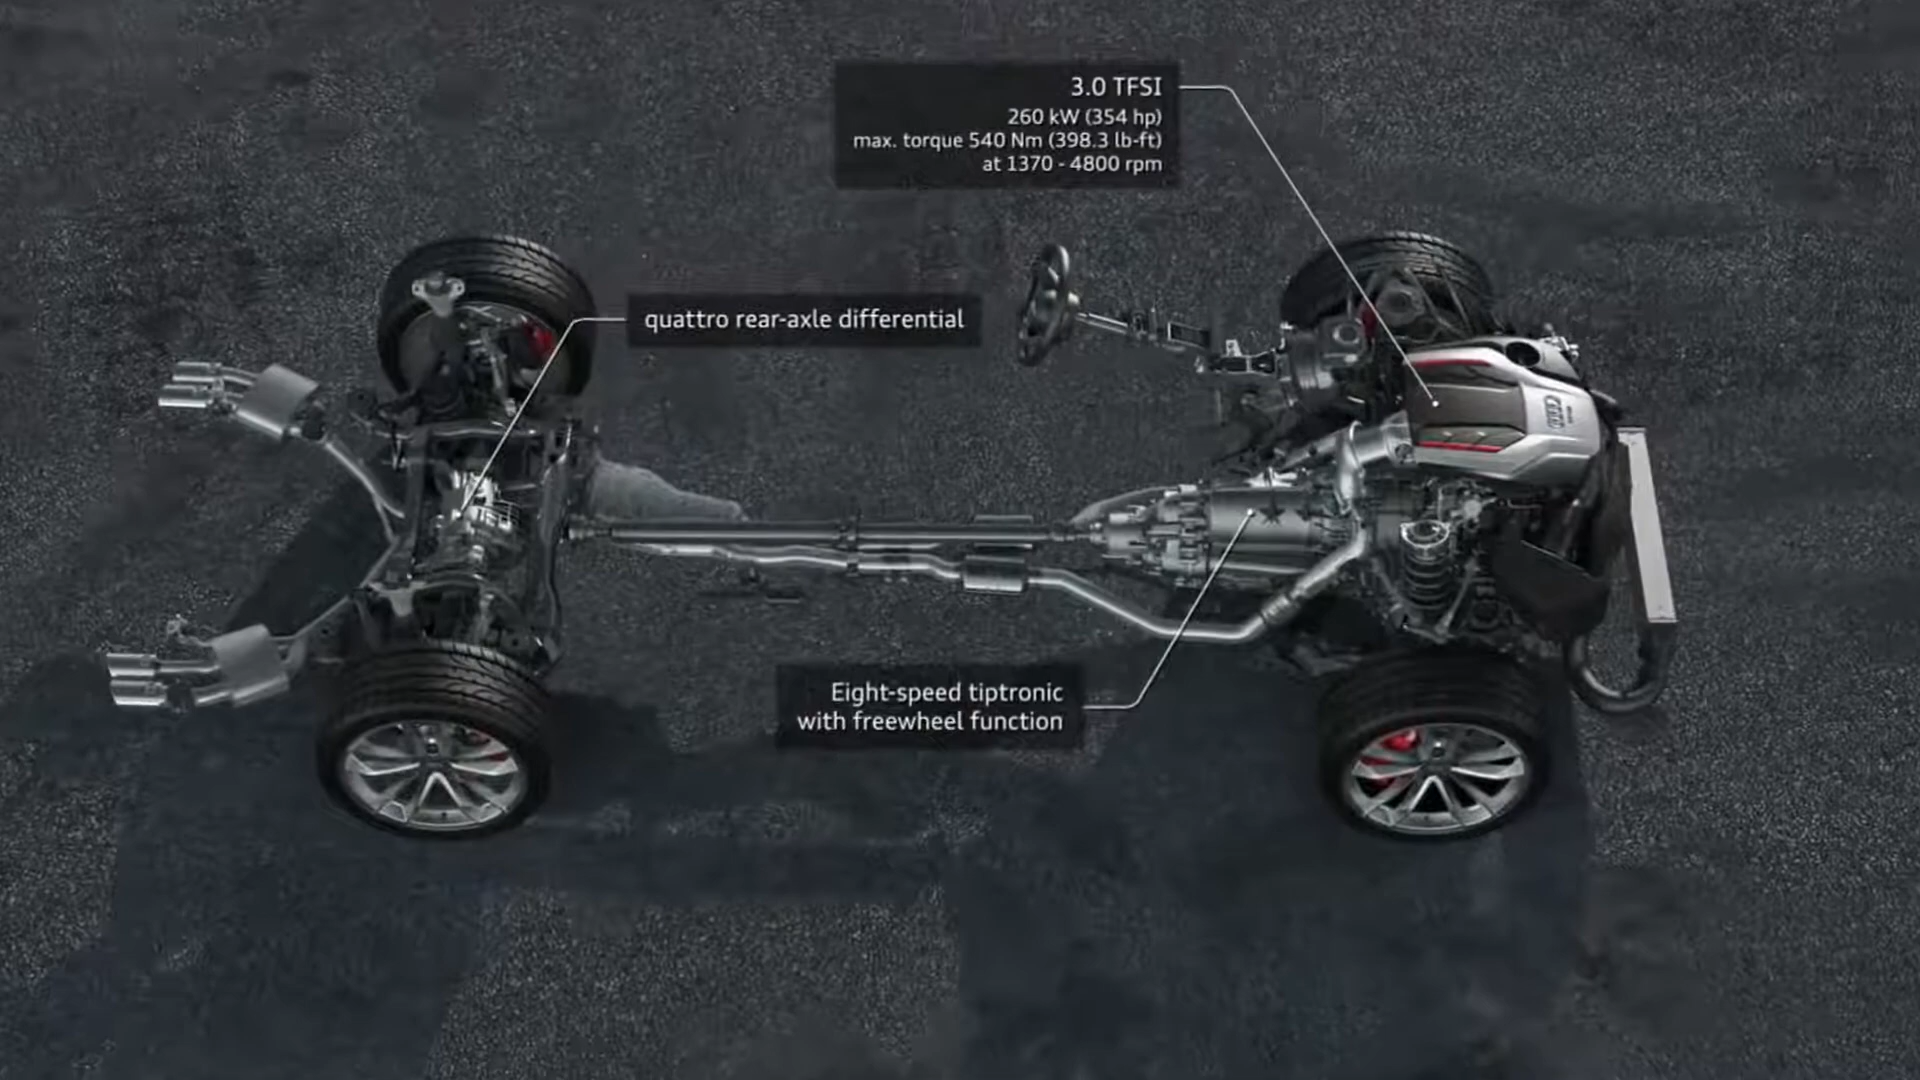 3.0 TFSI
260 kW (354 hp)
max. torque 540 Nm (398.3 lb-ft)
at 1370 - 4800 rpm
quattro rear-axle differential
Eight-speed tiptronic
with freewheel function